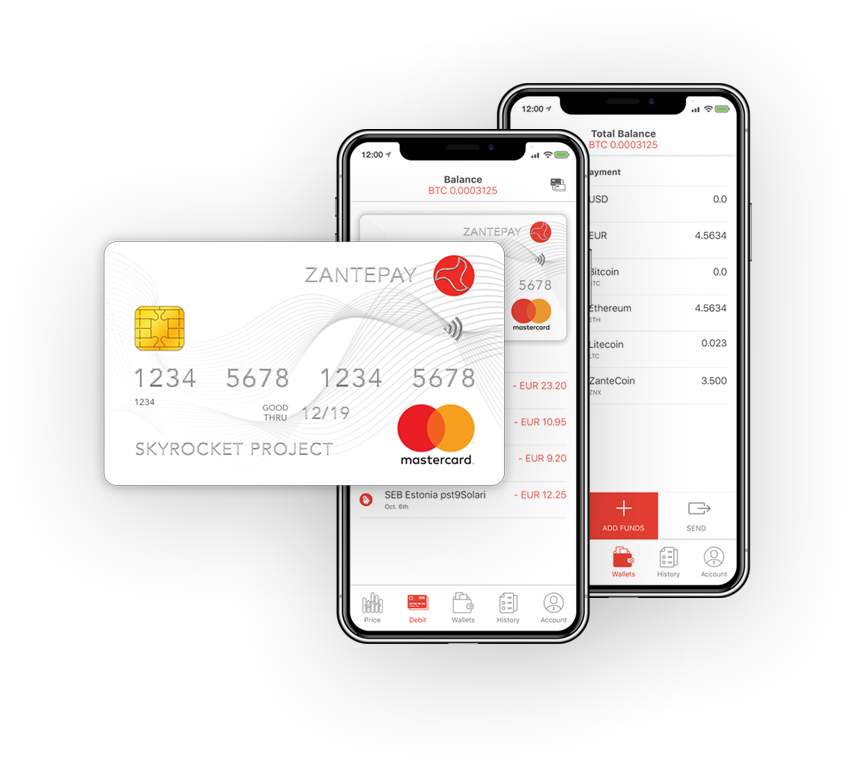 ZANTEPAY
1234 5678 1234 5678
1234
GOOD
THRU 12/19
SKYROCKET PROJECT
mastercard.
12:00
Balance
BTC 0.0003125
ZANTEPAY
5678
mastercard
- EUR 23.20
- EUR 10.95
- EUR 9.20
SEB Estonia pst9Solari - EUR 12.25
Oct. 6th
Price Debit Wallets History Account
12:00
Total Balance
BTC 0.0003125
ayment
USD 0.0
EUR 4.5634
Bitcoin 0.0
TC
Ethereum 4.5634
ETH
Litecoin 0.023
LTC
ZanteCoin 3.500
ZNX
ADD FUNDS SEND
Wallets History Account